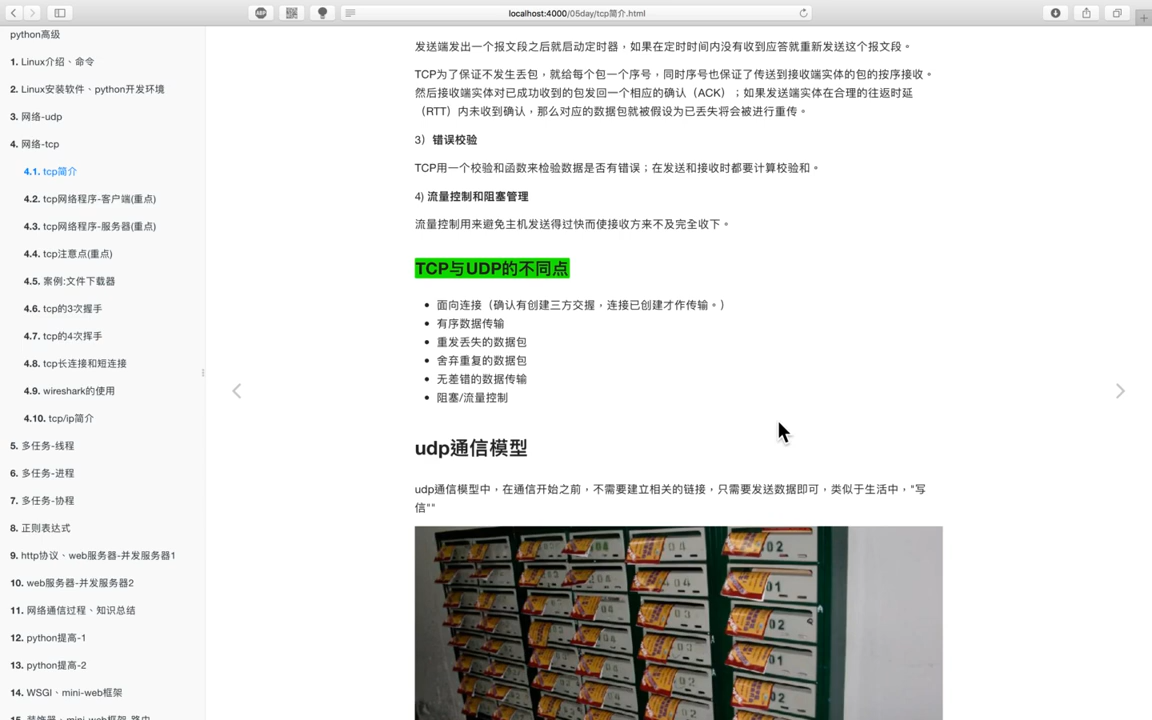 localhost:4000/05day/tcp简介.html
ABP
python高级
1. Linux介绍、命令
2. Linux安装软件、python开发环境
3. 网络-udp
4. 网络-tcp
4.1. tcp简介
4.2. tcp网络程序-客户端(重点)
4.3. tcp网络程序-服务器(重点)
4.4. tcp注意点(重点)
4.5. 案例:文件下载器
4.6. tcp的3次握手
4.7. tcp的4次挥手
4.8. tcp长连接和短连接
4.9. wireshark的使用
4.10. tcp/ip简介
5. 多任务-线程
6. 多任务-进程
7. 多任务-协程
8. 正则表达式
9. http协议、web服务器-并发服务器1
10. web服务器-并发服务器2
11. 网络通信过程、知识总结
12. python提高-1
13. python提高-2
14. WSGI、mini-web框架
15. 装饰器、mini-web框架-路由
发送端发出一个报文段之后就启动定时器，如果在定时时间内没有收到应答就重新发送这个报文段。
TCP为了保证不发生丢包，就给每个包一个序号，同时序号也保证了传送到接收端实体的包的按序接收。
然后接收端实体对已成功收到的包发回一个相应的确认（ACK）；如果发送端实体在合理的往返时延
（RTT）内未收到确认，那么对应的数据包就被假设为已丢失将会被进行重传。
3）错误校验
TCP用一个校验和函数来检验数据是否有错误；在发送和接收时都要计算校验和。
4) 流量控制和阻塞管理
流量控制用来避免主机发送得过快而使接收方来不及完全收下。
TCP与UDP的不同点
• 面向连接（确认有创建三方交握，连接已创建才作传输。）
• 有序数据传输
• 重发丢失的数据包
• 舍弃重复的数据包
• 无差错的数据传输
• 阻塞/流量控制
udp通信模型
udp通信模型中，在通信开始之前，不需要建立相关的链接，只需要发送数据即可，类似于生活中，"写
信""